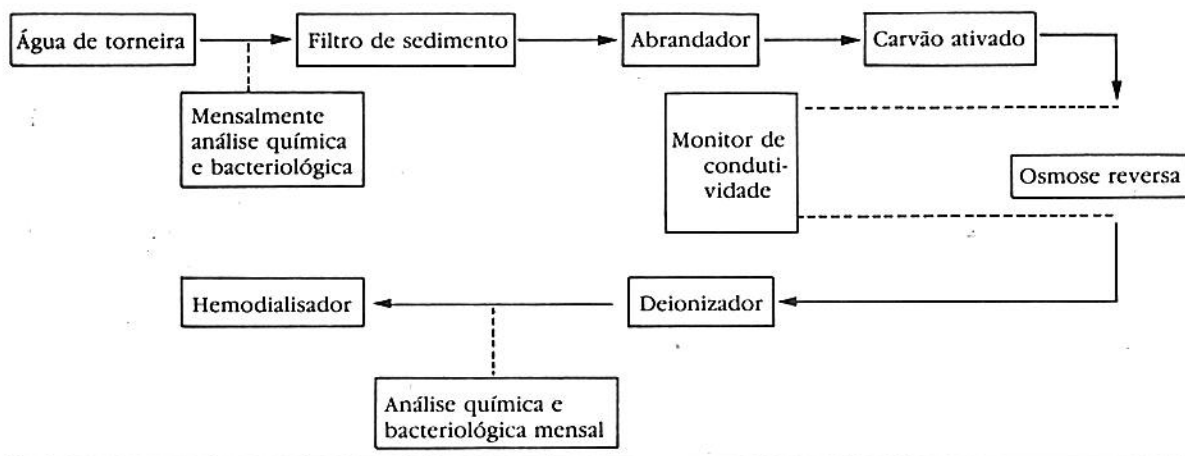 Água de torneira
Filtro de sedimento
Abrandador
Carvão ativado
Mensalmente
análise química
e bacteriológica
Monitor de
conduti-
vidade
Osmose reversa
Hemodialisador
Deionizador
Análise química e
bacteriológica mensal